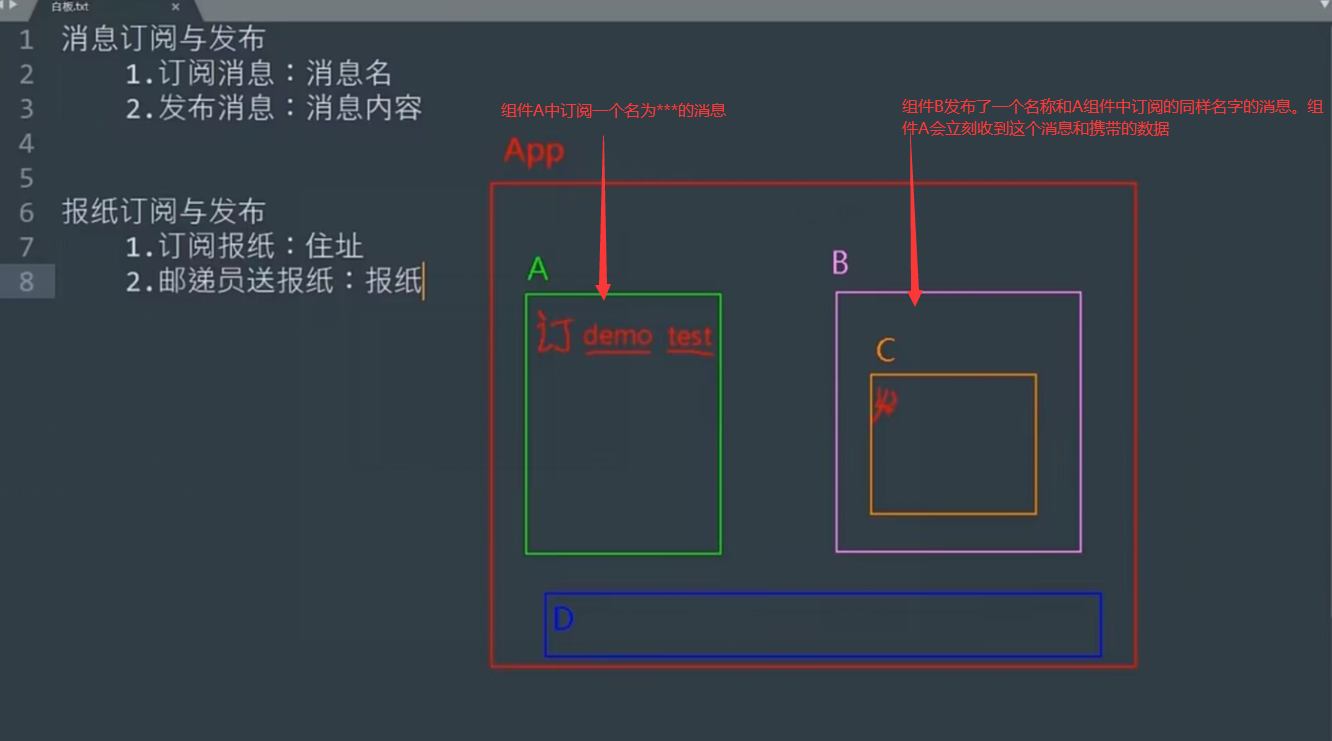 白板.txt
1 消息订阅与发布
2 1.订阅消息：消息名
3 2.发布消息：消息内容
4
5
6 报纸订阅与发布
7 1.订阅报纸：住址
8 2.邮递员送报纸：报纸
组件A中订阅一个名为***的消息
组件B发布了一个名称和A组件中订阅的同样名字的消息。组
件A会立刻收到这个消息和携带的数据
App
A
订 demo test
B
C
发
D